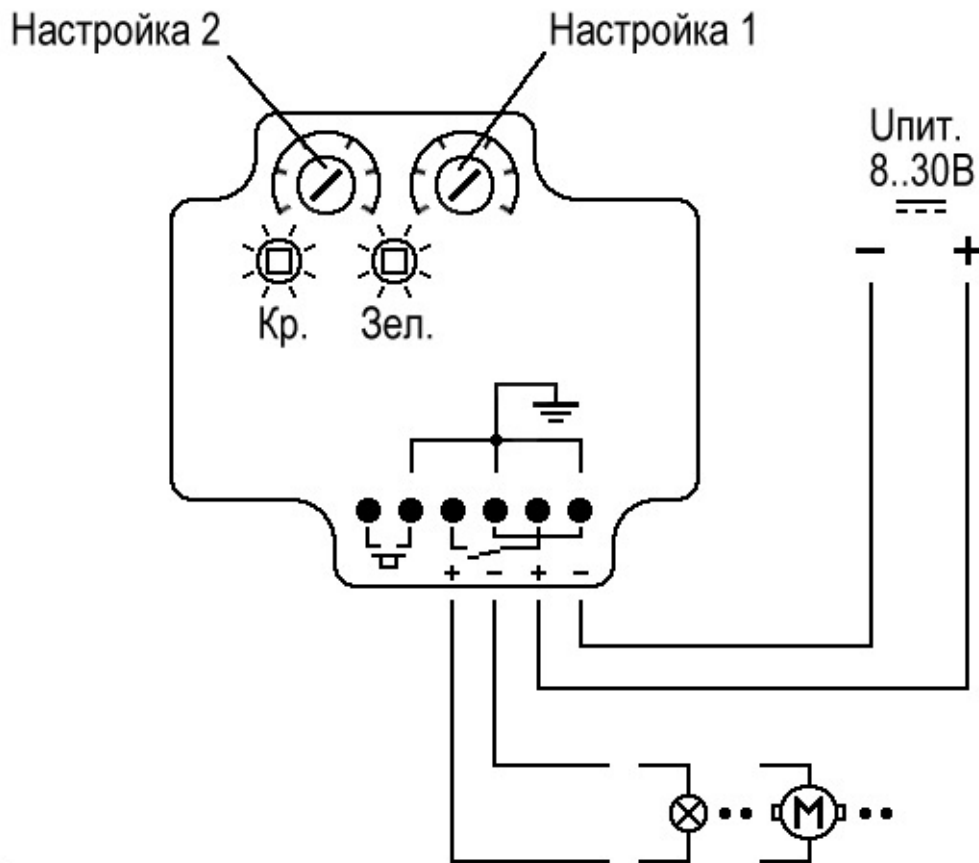 Настройка 2
Настройка 1
Uпит.
8..30В
− +
Кр. Зел.
+ − + −
М